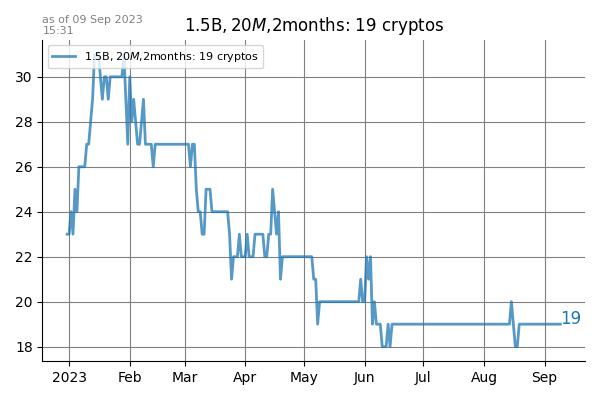 as of 09 Sep 2023
15:31
1.5B, 20M,2months: 19 cryptos
1.5B, 20M,2months: 19 cryptos
30
28
26
24
22
20
18
19
2023 Feb Mar Apr May Jun Jul Aug Sep